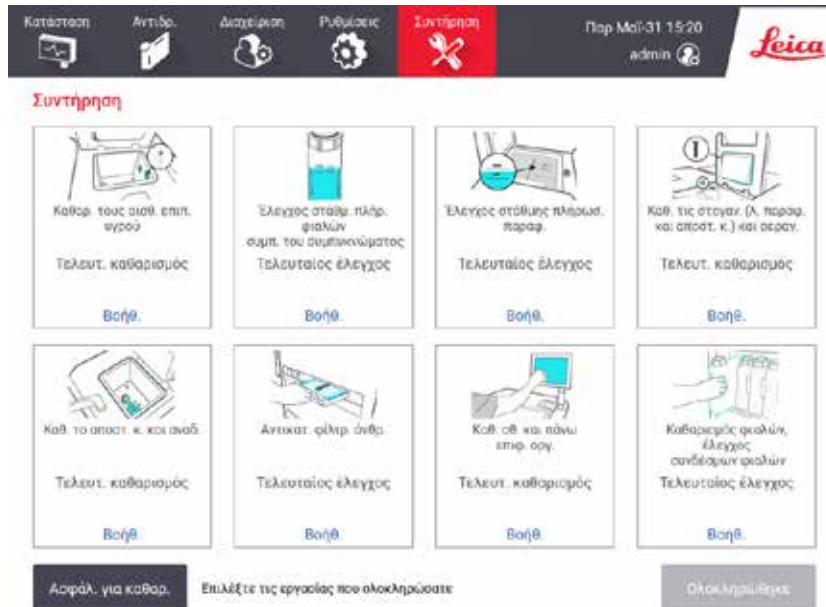 Κατάσταση
Αντιδρ.
Διαχείριση
Ρυθμίσεις
Συντήρηση
Παρ Μαΐ-31 15:20
admin
Leica
Συντήρηση
Καθαρ. τους αισθ. επιπ.
υγρού
Τελευτ. καθαρισμός
Βοήθ.
Έλεγχος στάθμ. πλήρ.
φιαλών
συμπ. του συμπυκνώματος
Τελευταίος έλεγχος
Βοήθ.
Έλεγχος στάθμης πλήρωσ.
παραφ.
Τελευταίος έλεγχος
Βοήθ.
Καθ. τις στεγαν. (λ. παραφ.
και αποστ. κ.) και σεραν.
Τελευτ. καθαρισμός
Βοήθ.
Καθ. το αποστ. κ. και αναδ.
Τελευτ. καθαρισμός
Βοήθ.
Αντικατ. φίλτρ. άνθρ.
Τελευταίος έλεγχος
Βοήθ.
Καθ. οθ. και πάνω
επιφ. οργ.
Τελευτ. καθαρισμός
Βοήθ.
Καθαρισμός φιαλών,
έλεγχος
συνδέσμων φιαλών
Τελευταίος έλεγχος
Βοήθ.
Ασφάλ. για καθαρ.
Επιλέξτε τις εργασίας που ολοκληρώσατε
Ολοκληρώθηκε